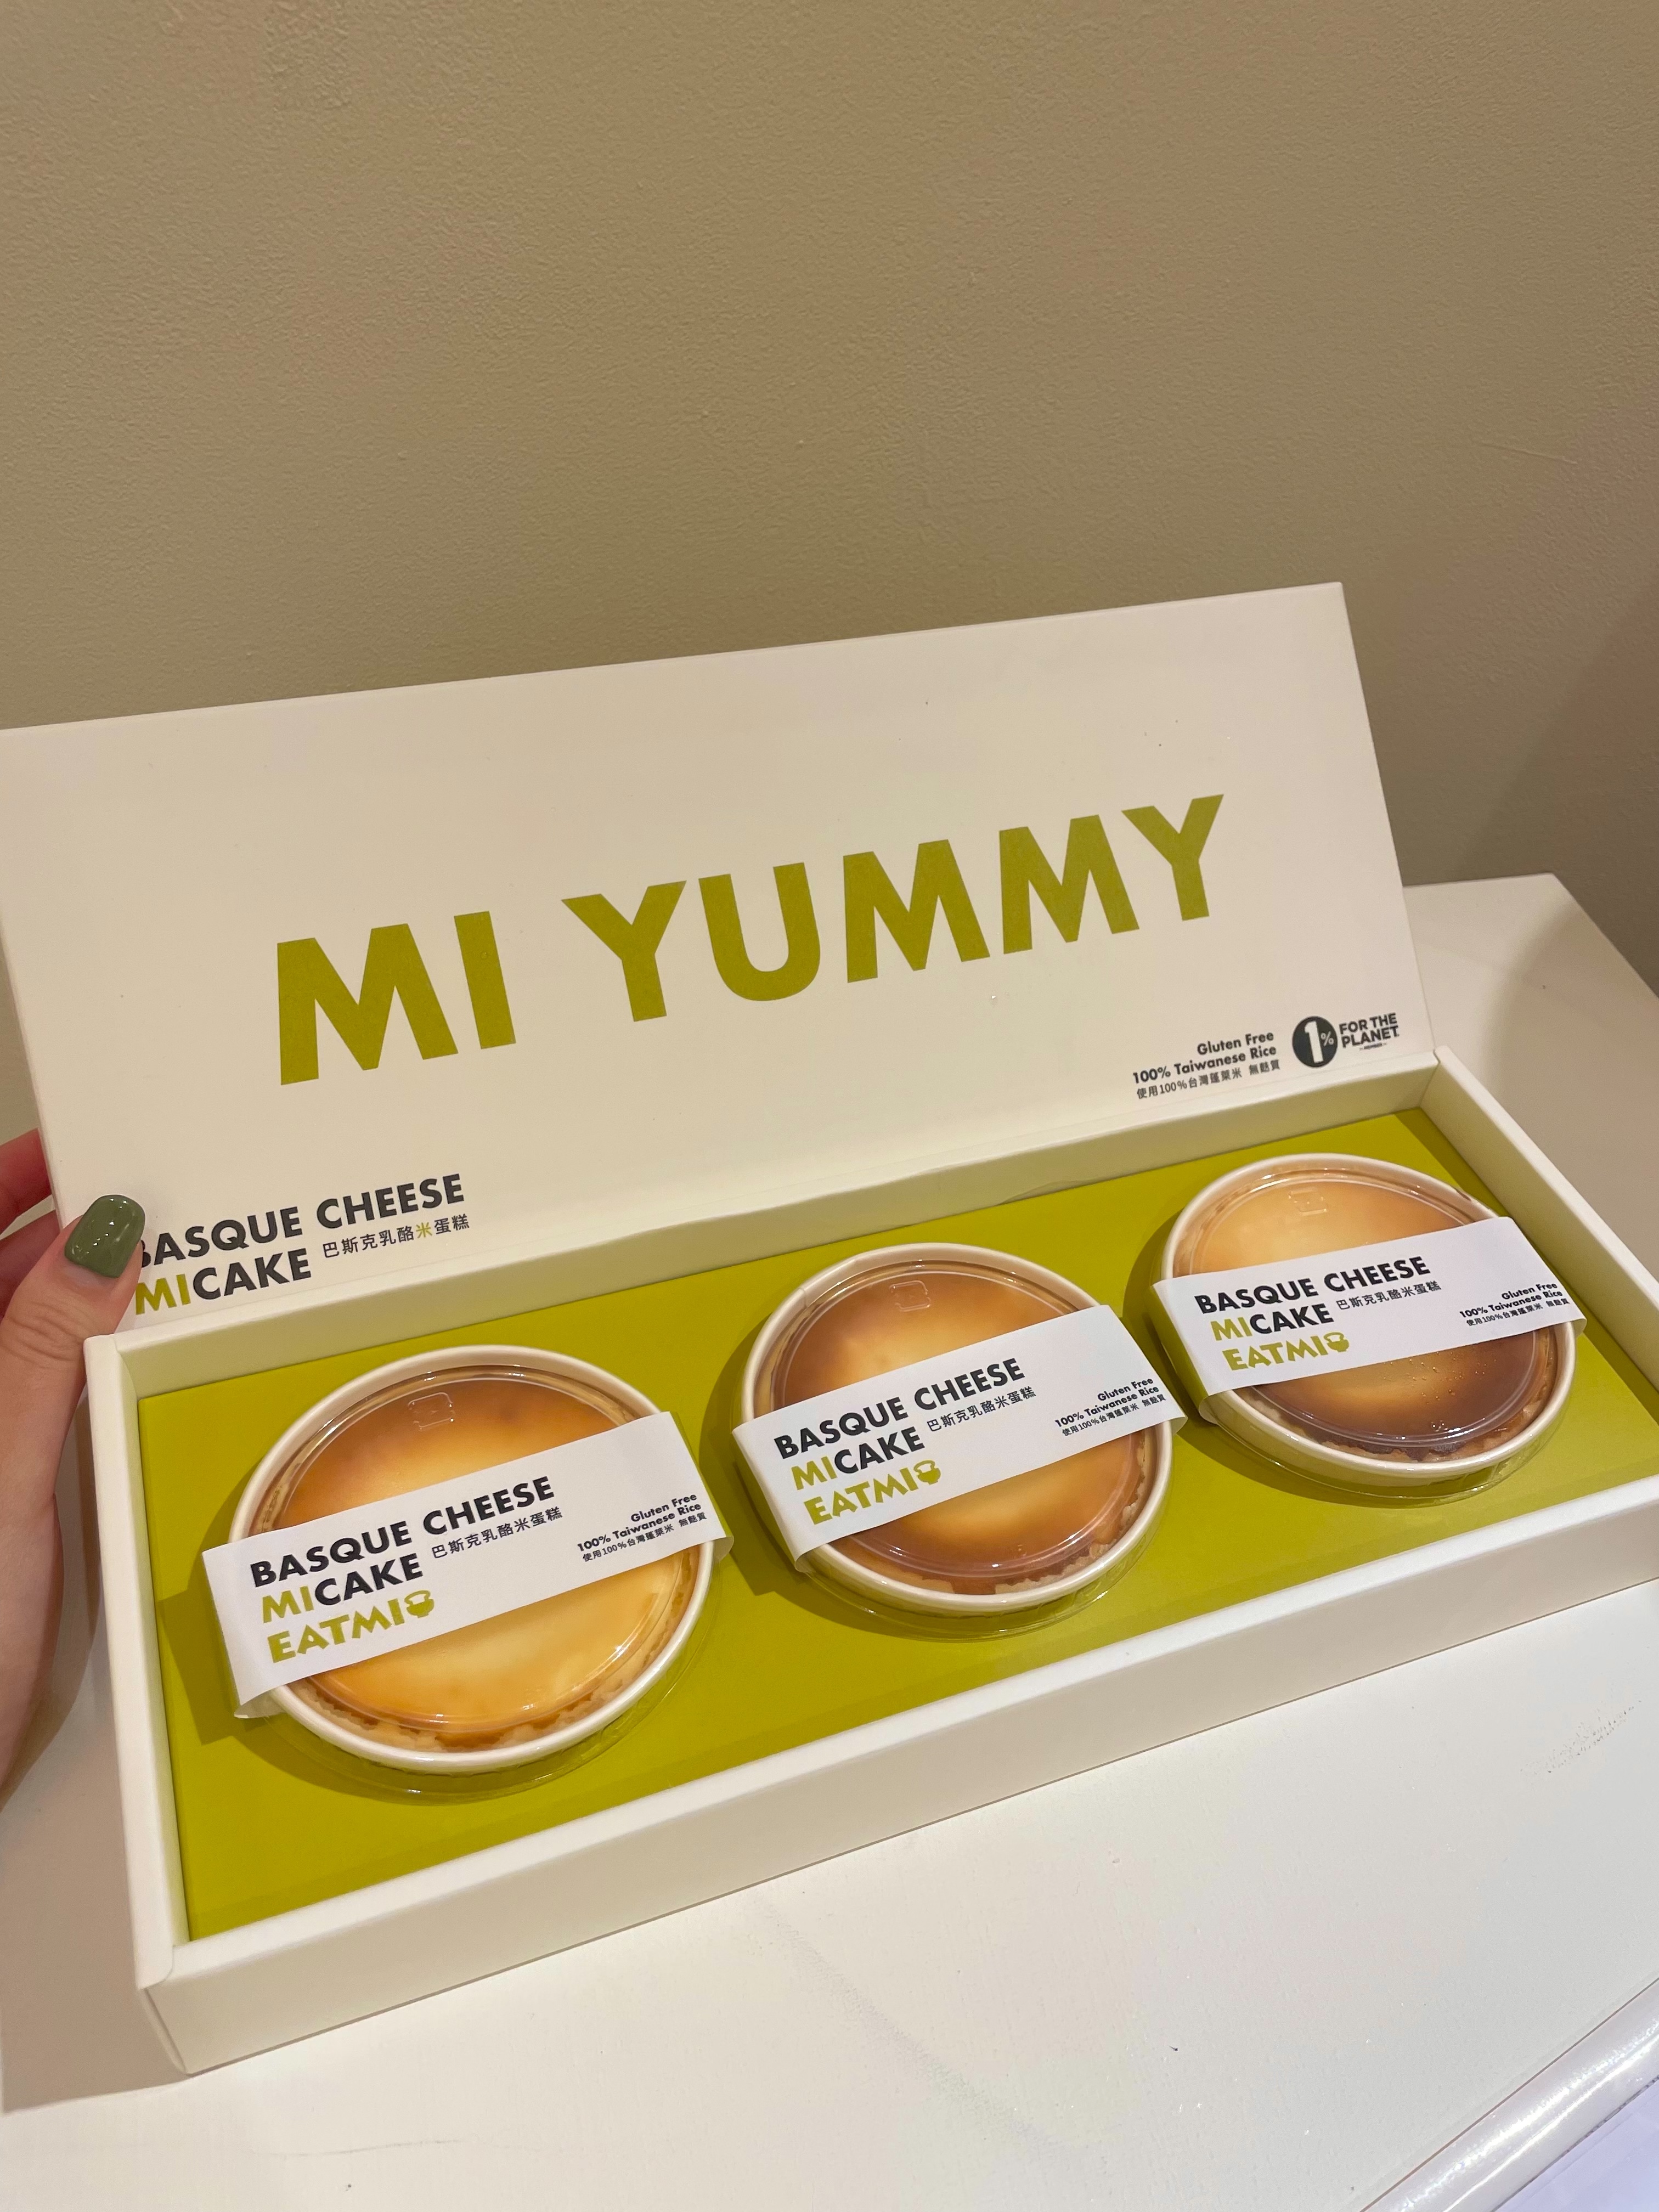 MI YUMMY
Gluten Free
100% Taiwanese Rice
使用100%台灣蓬萊米 無麩質
1% FOR THE
PLANET
MEMBER
BASQUE CHEESE
MICAKE 巴斯克乳酪米蛋糕
BASQUE CHEESE
MICAKE 巴斯克乳酪米蛋糕
EATMI
Gluten Free
100% Taiwanese Rice
使用100%台灣蓬萊米 無麩質
BASQUE CHEESE
MICAKE 巴斯克乳酪米蛋糕
EATMI
Gluten Free
100% Taiwanese Rice
使用100%台灣蓬萊米 無麩質
BASQUE CHEESE
MICAKE 巴斯克乳酪米蛋糕
EATMI
Gluten Free
100% Taiwanese Rice
使用100%台灣蓬萊米 無麩質